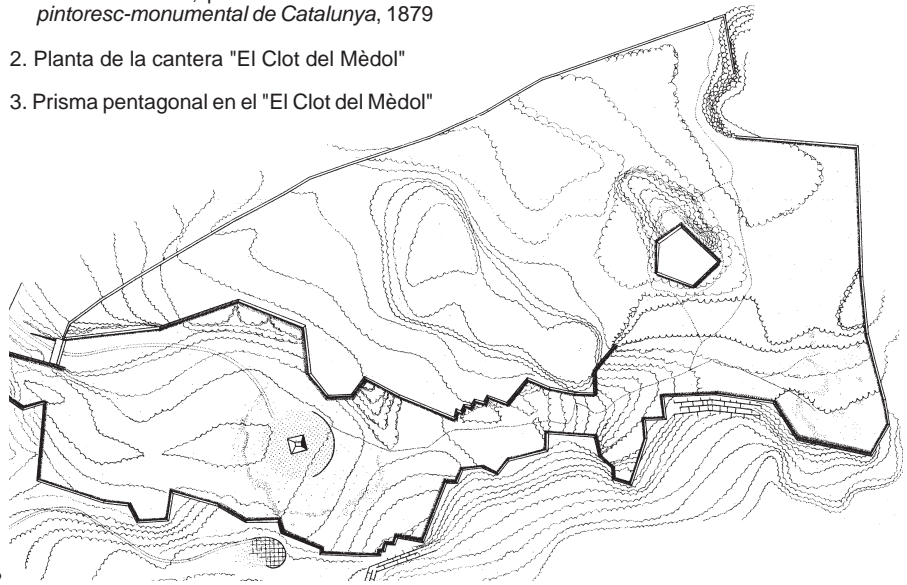 pintoresc-monumental de Catalunya, 1879
2. Planta de la cantera "El Clot del Mèdol"
3. Prisma pentagonal en el "El Clot del Mèdol"